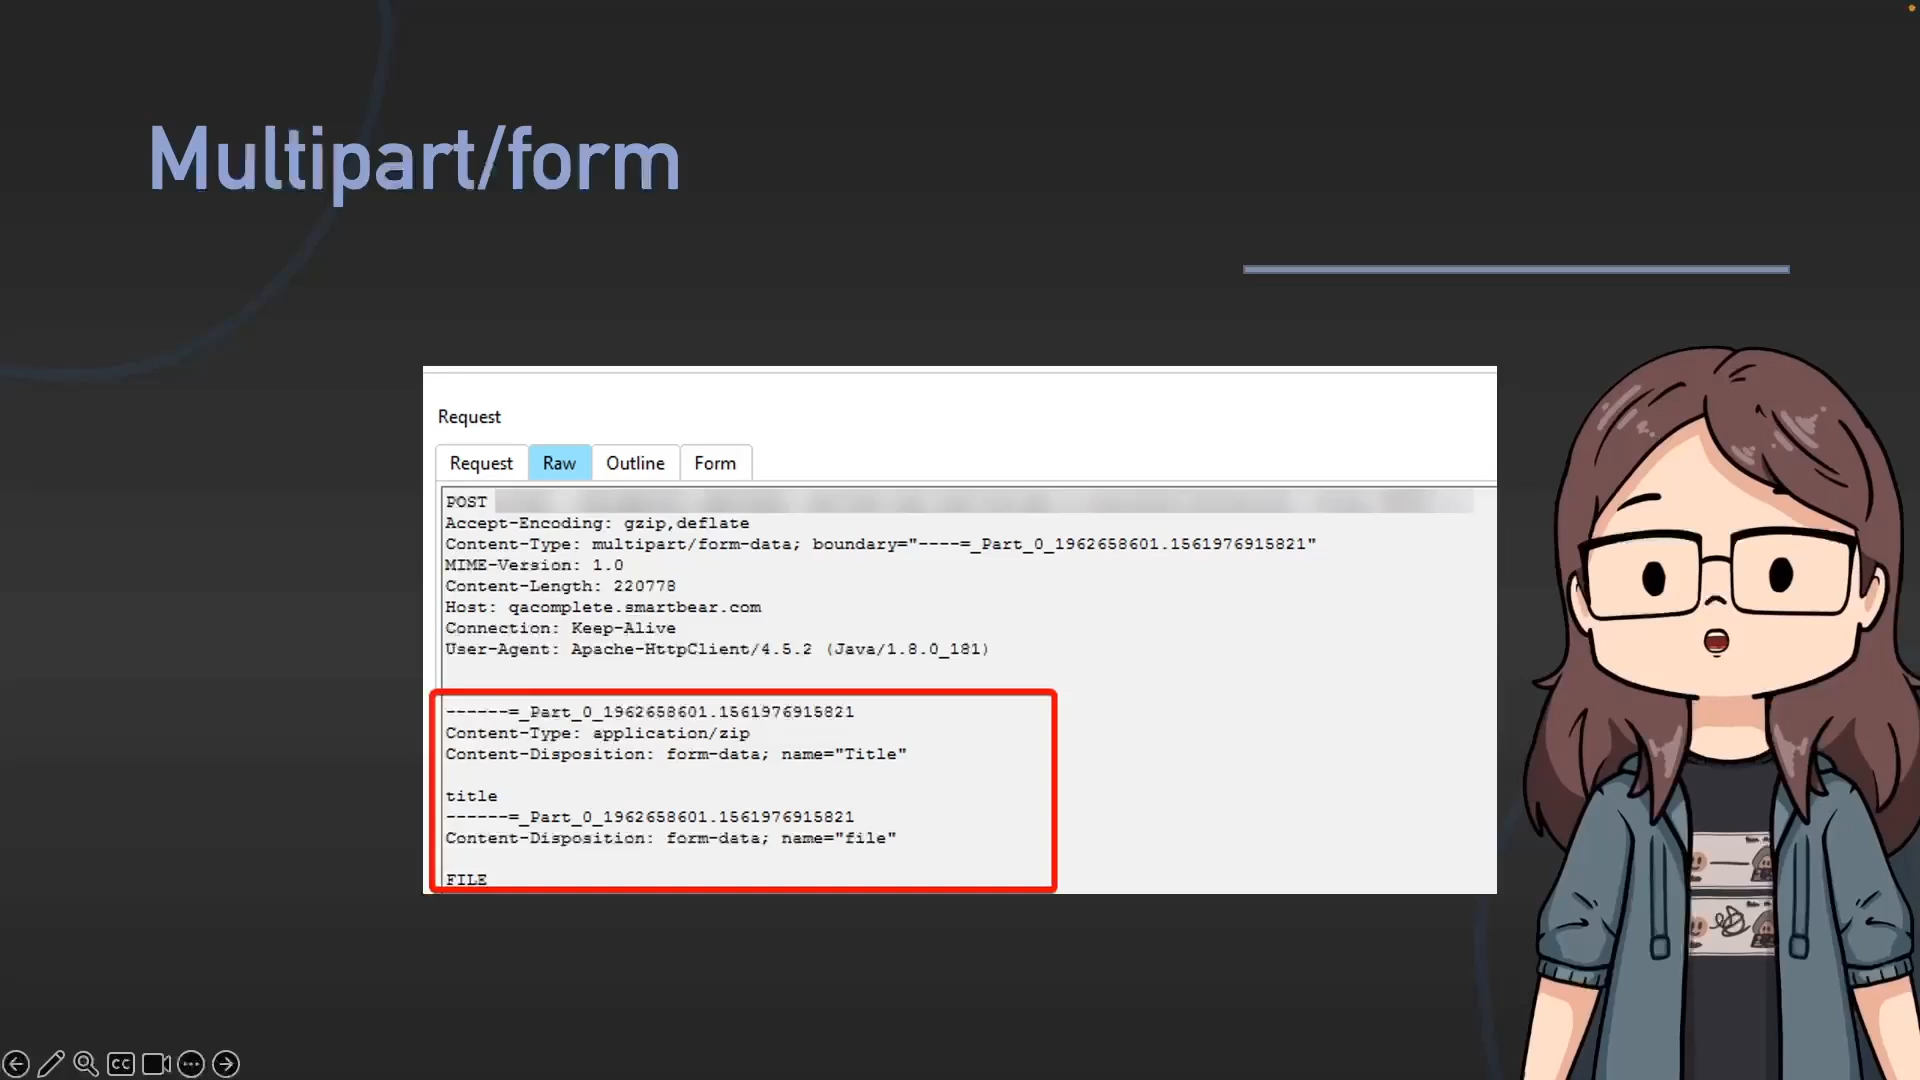 Multipart/form
Request
Request Raw Outline Form
POST
Accept-Encoding: gzip,deflate
Content-Type: multipart/form-data; boundary="----=_Part_0_1962658601.1561976915821"
MIME-Version: 1.0
Content-Length: 220778
Host: qacomplete.smartbear.com
Connection: Keep-Alive
User-Agent: Apache-HttpClient/4.5.2 (Java/1.8.0_181)
------=_Part_0_1962658601.1561976915821
Content-Type: application/zip
Content-Disposition: form-data; name="Title"
title
------=_Part_0_1962658601.1561976915821
Content-Disposition: form-data; name="file"
FILE
CC